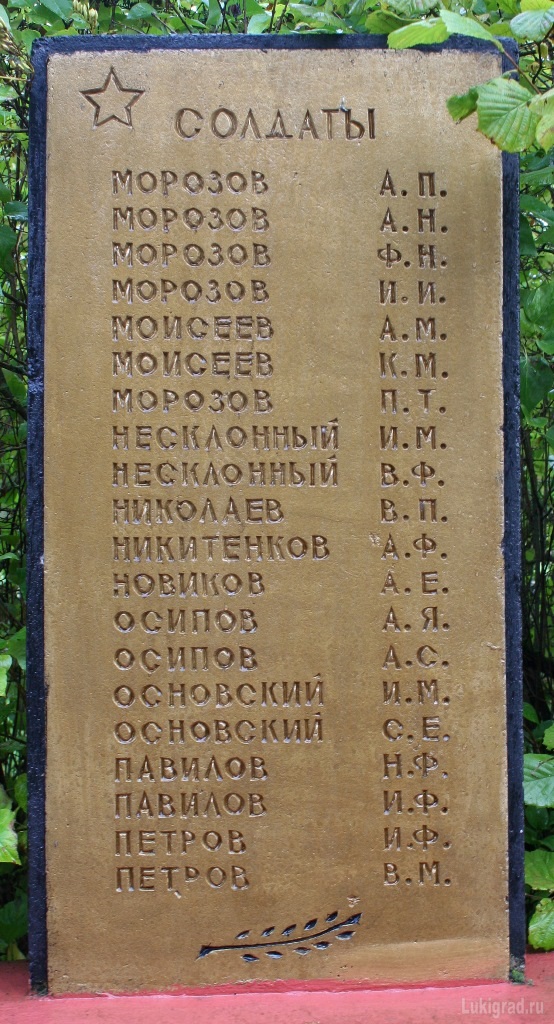 СОЛДАТЫ
МОРОЗОВ А.П.
МОРОЗОВ А.Н.
МОРОЗОВ Ф.Н.
МОРОЗОВ И.И.
МОИСЕЕВ А.М.
МОИСЕЕВ К.М.
МОРОЗОВ П.Т.
НЕСКЛОННЫЙ И.М.
НЕСКЛОННЫЙ В.Ф.
НИКОЛАЕВ В.П.
НИКИТЕНКОВ А.Ф.
НОВИКОВ А.Е.
ОСИПОВ А.Я.
ОСИПОВ А.С.
ОСНОВСКИЙ И.М.
ОСНОВСКИЙ С.Е.
ПАВИЛОВ Н.Ф.
ПАВИЛОВ И.Ф.
ПЕТРОВ И.Ф.
ПЕТРОВ В.М.
Lukigrad.ru